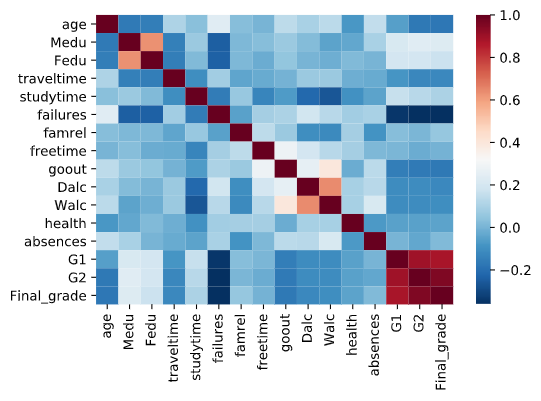 age
Medu
Fedu
traveltime
studytime
failures
famrel
freetime
goout
Dalc
Walc
health
absences
G1
G2
Final_grade
age
Medu
Fedu
traveltime
studytime
failures
famrel
freetime
goout
Dalc
Walc
health
absences
G1
G2
Final_grade
1.0
0.8
0.6
0.4
0.2
0.0
−0.2